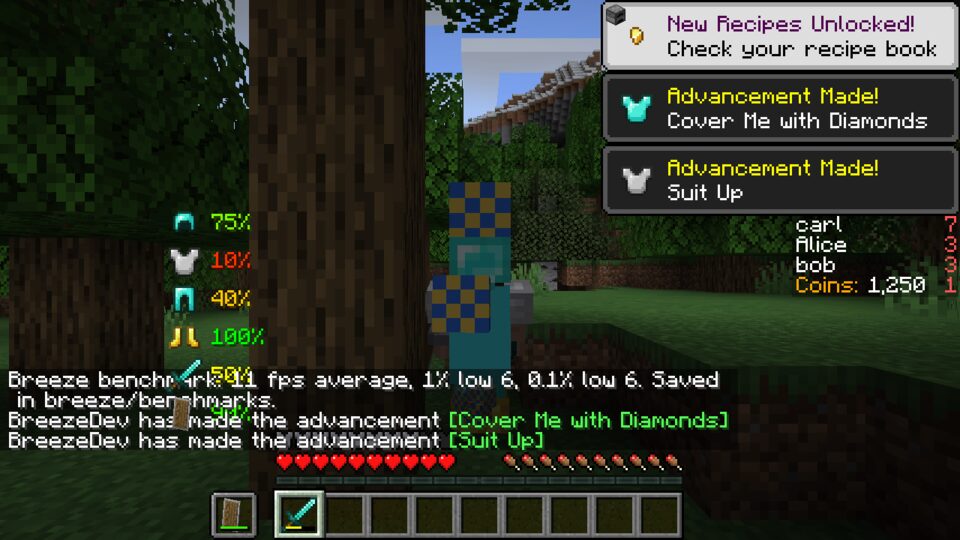 New Recipes Unlocked!
Check your recipe book
Advancement Made!
Cover Me with Diamonds
Advancement Made!
Suit Up
75%
10%
40%
100%
50%
carl 7
Alice 3
bob 3
Coins: 1,250 1
Breeze benchmark: 11 fps average, 1% low 6, 0.1% low 6. Saved
in breeze/benchmarks.
BreezeDev has made the advancement [Cover Me with Diamonds]
BreezeDev has made the advancement [Suit Up]